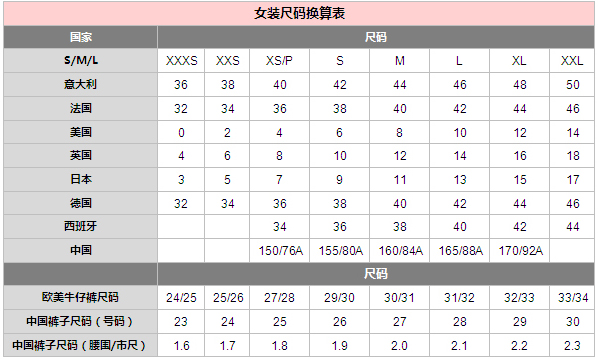 女装尺码换算表
国家 尺码
S/M/L XXXS XXS XS/P S M L XL XXL
意大利 36 38 40 42 44 46 48 50
法国 32 34 36 38 40 42 44 46
美国 0 2 4 6 8 10 12 14
英国 4 6 8 10 12 14 16 18
日本 3 5 7 9 11 13 15 17
德国 32 34 36 38 40 42 44 46
西班牙 34 36 38 40 42 44
中国 150/76A 155/80A 160/84A 165/88A 170/92A
尺码
欧美牛仔裤尺码 24/25 25/26 27/28 29/30 30/31 31/32 32/33 33/34
中国裤子尺码（号码） 23 24 25 26 27 28 29 30
中国裤子尺码（腰围/市尺） 1.6 1.7 1.8 1.9 2.0 2.1 2.2 2.3